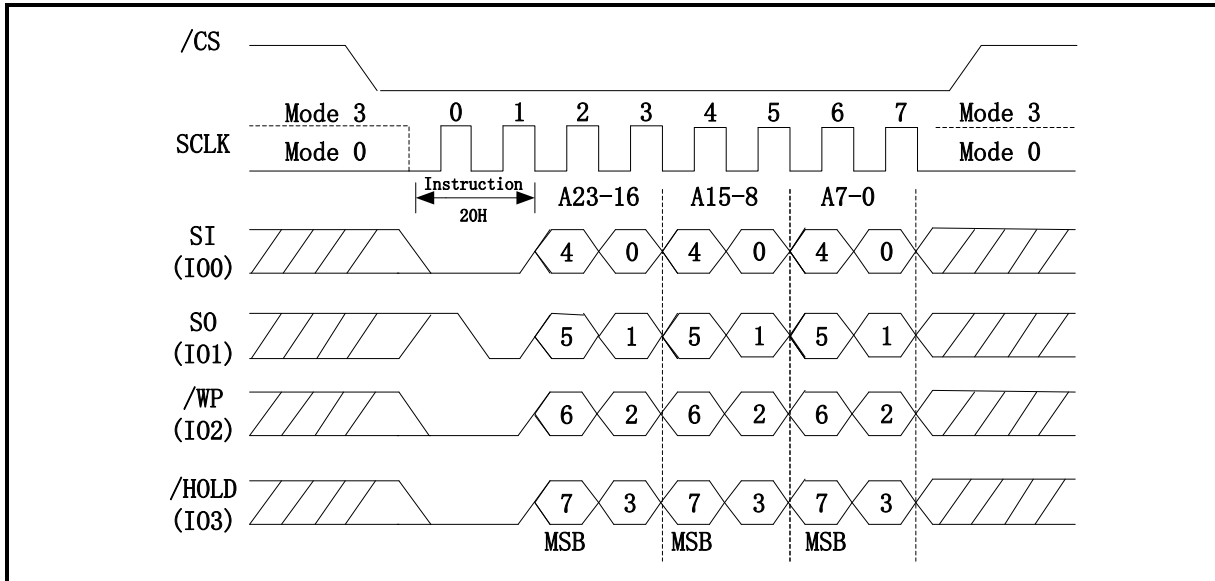 /CS
Mode 3 0 1 2 3 4 5 6 7 Mode 3
SCLK
Mode 0 Mode 0
Instruction
20H
A23-16 A15-8 A7-0
SI
(IO0)
4 0 4 0 4 0
SO
(IO1)
5 1 5 1 5 1
/WP
(IO2)
6 2 6 2 6 2
/HOLD
(IO3)
7 3 7 3 7 3
MSB MSB MSB